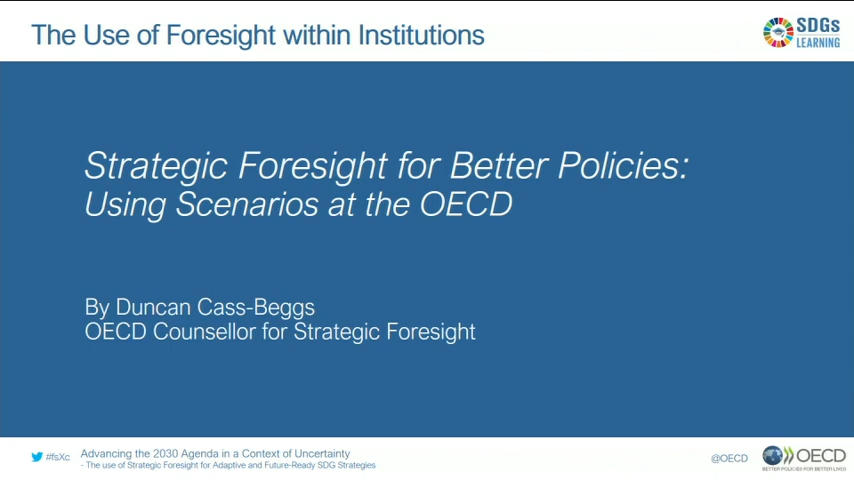 The Use of Foresight within Institutions
SDGs
LEARNING
Strategic Foresight for Better Policies:
Using Scenarios at the OECD
By Duncan Cass-Beggs
OECD Counsellor for Strategic Foresight
#fsXc
Advancing the 2030 Agenda in a Context of Uncertainty
- The use of Strategic Foresight for Adaptive and Future-Ready SDG Strategies
@OECD
OECD
BETTER POLICIES FOR BETTER LIVES